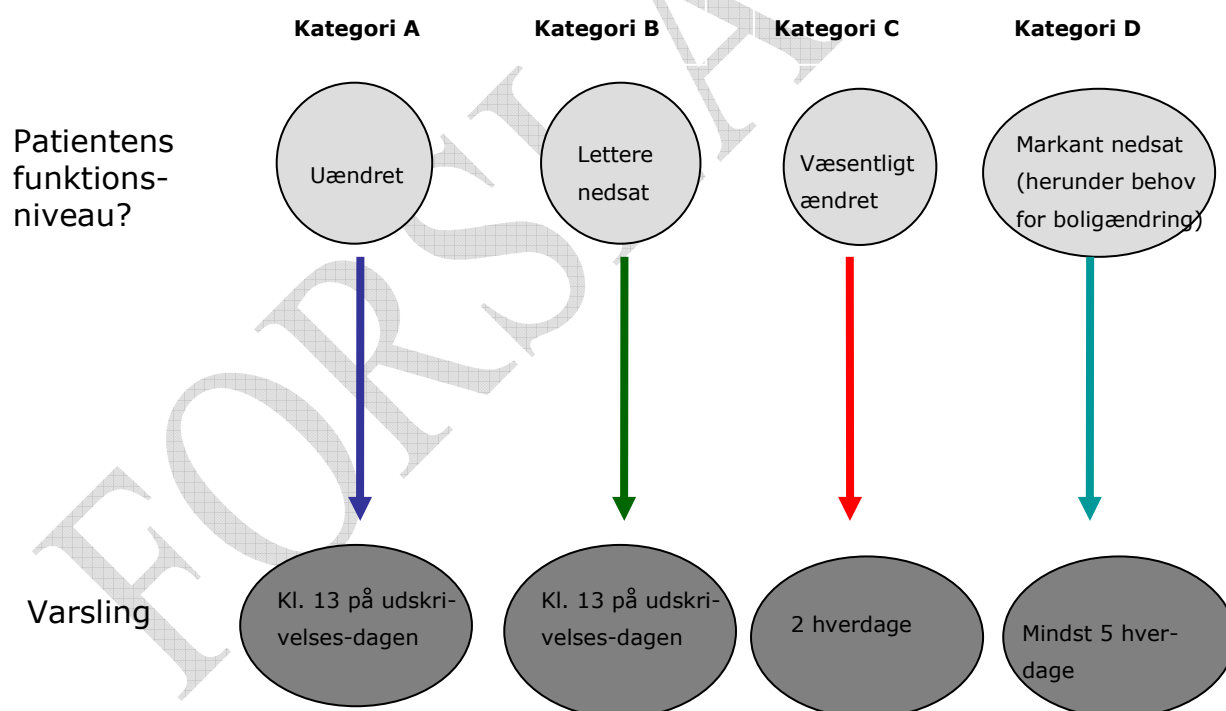 Kategori A
Kategori B
Kategori C
Kategori D
Patientens
funktions-
niveau?
Uændret
Lettere
nedsat
Væsentligt
ændret
Markant nedsat
(herunder behov
for boligændring)
Varsling
Kl. 13 på udskri-
velses-dagen
Kl. 13 på udskri-
velses-dagen
2 hverdage
Mindst 5 hver-
dage